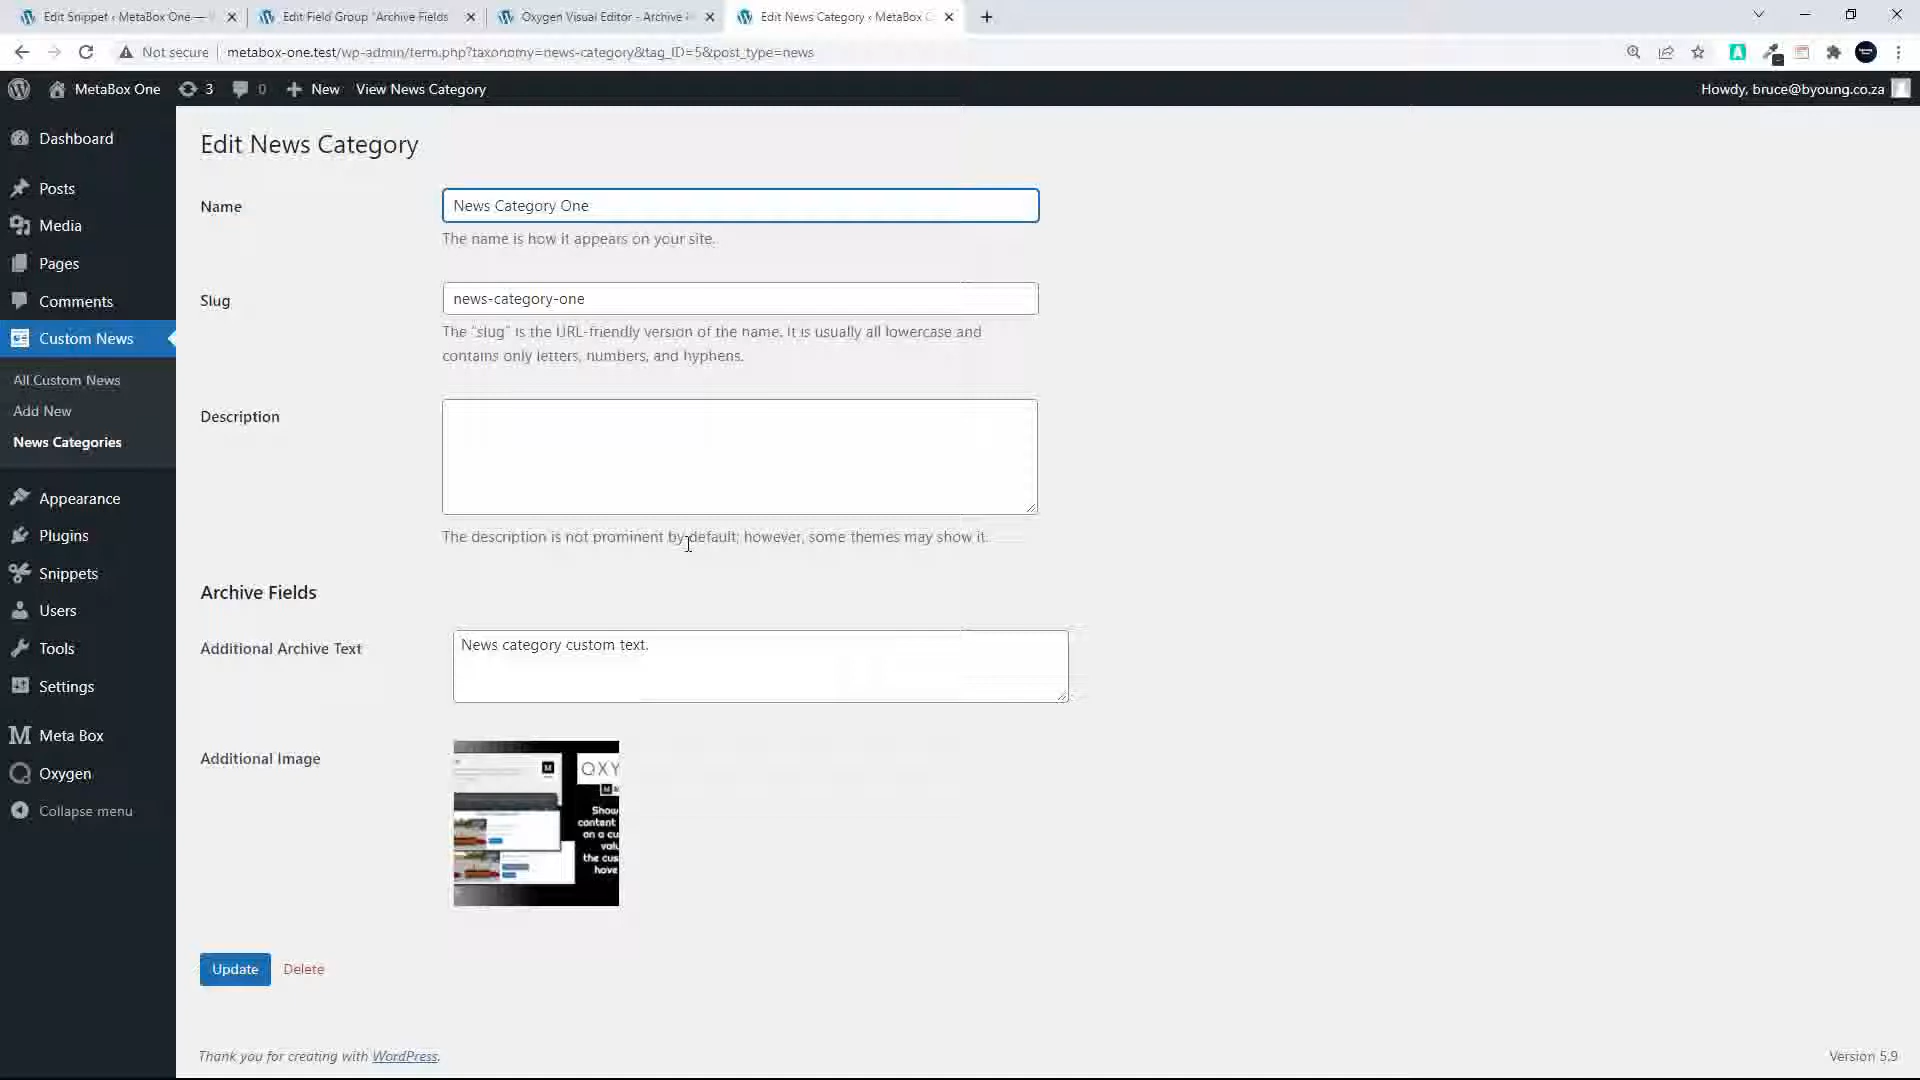 Edit Snippet ‹ MetaBox One —
Edit Field Group "Archive Fields
Oxygen Visual Editor - Archive
Edit News Category ‹ MetaBox
Not secure
metabox-one.test/wp-admin/term.php?taxonomy=news-category&tag_ID=5&post_type=news
MetaBox One
3
0
New
View News Category
Howdy, bruce@byoung.co.za
Dashboard
Posts
Media
Pages
Comments
Custom News
All Custom News
Add New
News Categories
Appearance
Plugins
Snippets
Users
Tools
Settings
Meta Box
Oxygen
Collapse menu
Edit News Category
Name
News Category One
The name is how it appears on your site.
Slug
news-category-one
The "slug" is the URL-friendly version of the name. It is usually all lowercase and
contains only letters, numbers, and hyphens.
Description
The description is not prominent by default; however, some themes may show it.
Archive Fields
Additional Archive Text
News category custom text.
Additional Image
OXY
Show
content
on a cu
valu
the cus
have
Update Delete
Thank you for creating with WordPress.
Version 5.9